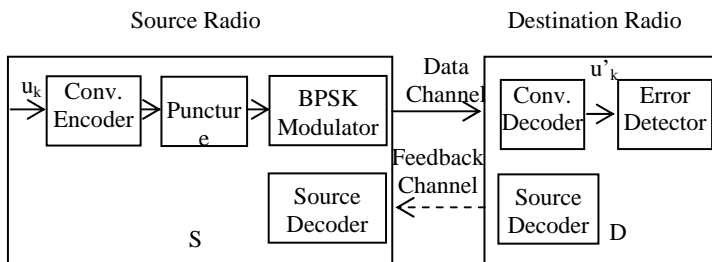 Source Radio
Destination Radio
u_k
Conv.
Encoder
Punctur
e
BPSK
Modulator
Data
Channel
u'_k
Conv.
Decoder
Error
Detector
Feedback
Channel
Source
Decoder
Source
Decoder
S
D